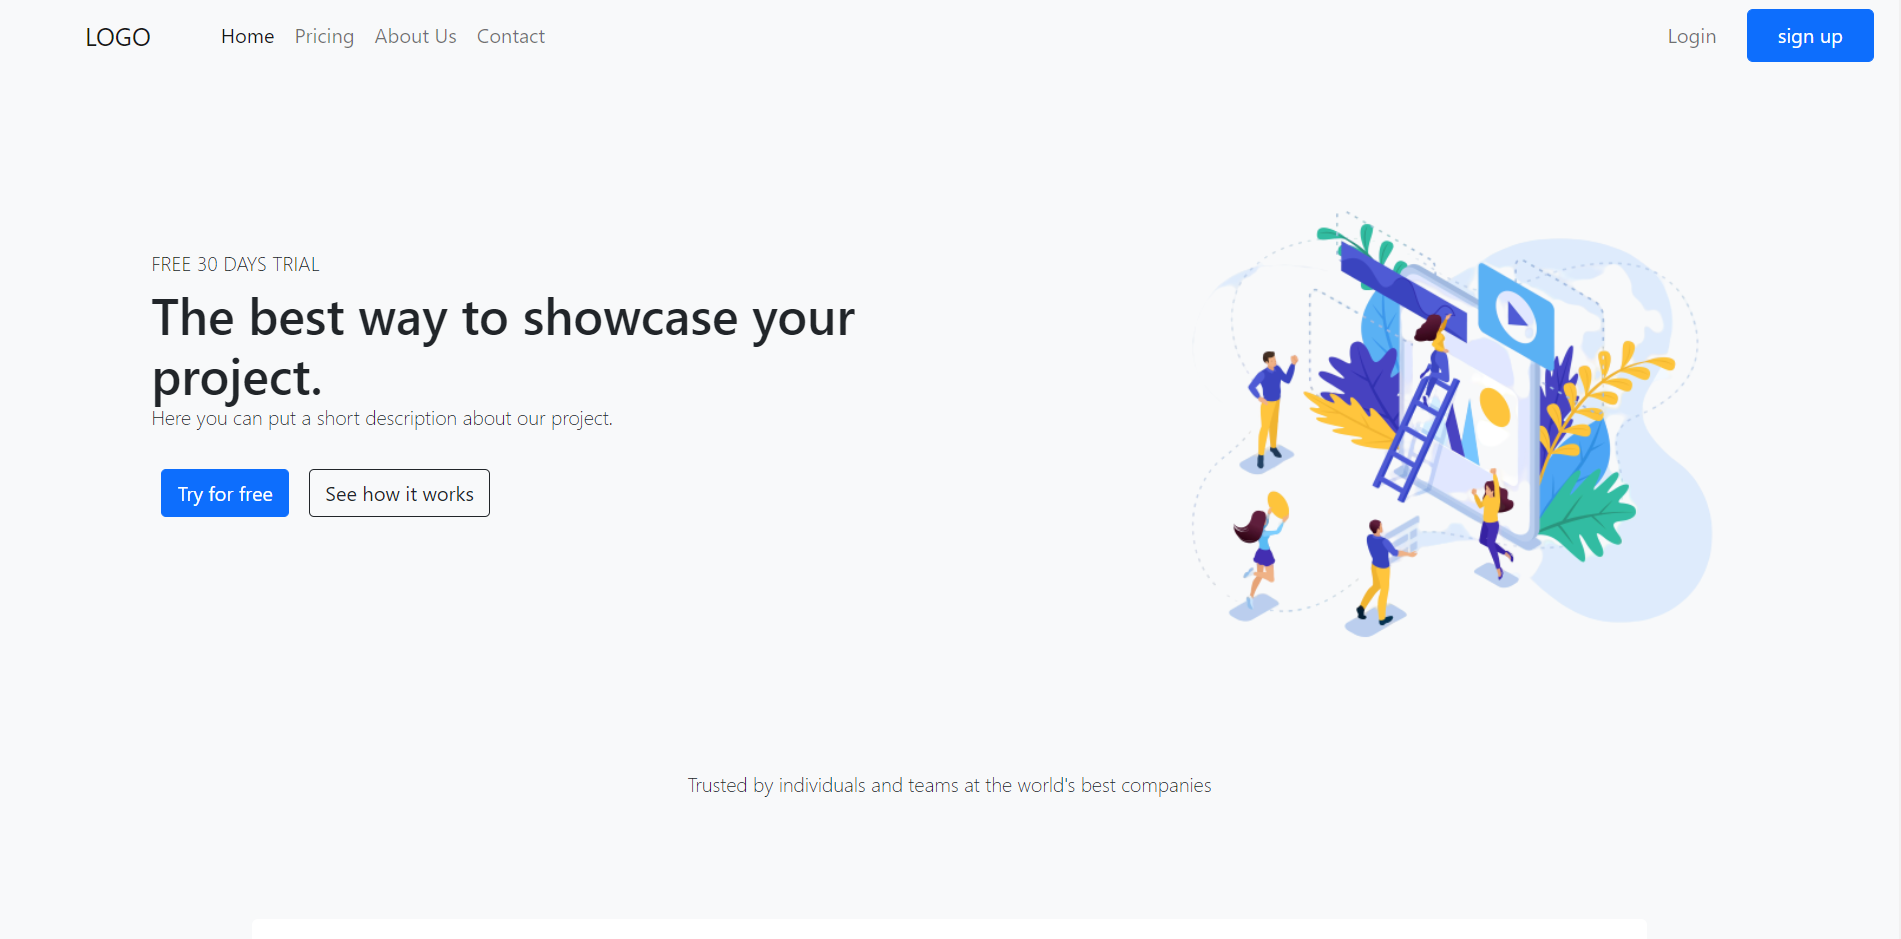 LOGO Home Pricing About Us Contact Login sign up
FREE 30 DAYS TRIAL
The best way to showcase your
project.
Here you can put a short description about our project.
Try for free See how it works
Trusted by individuals and teams at the world's best companies